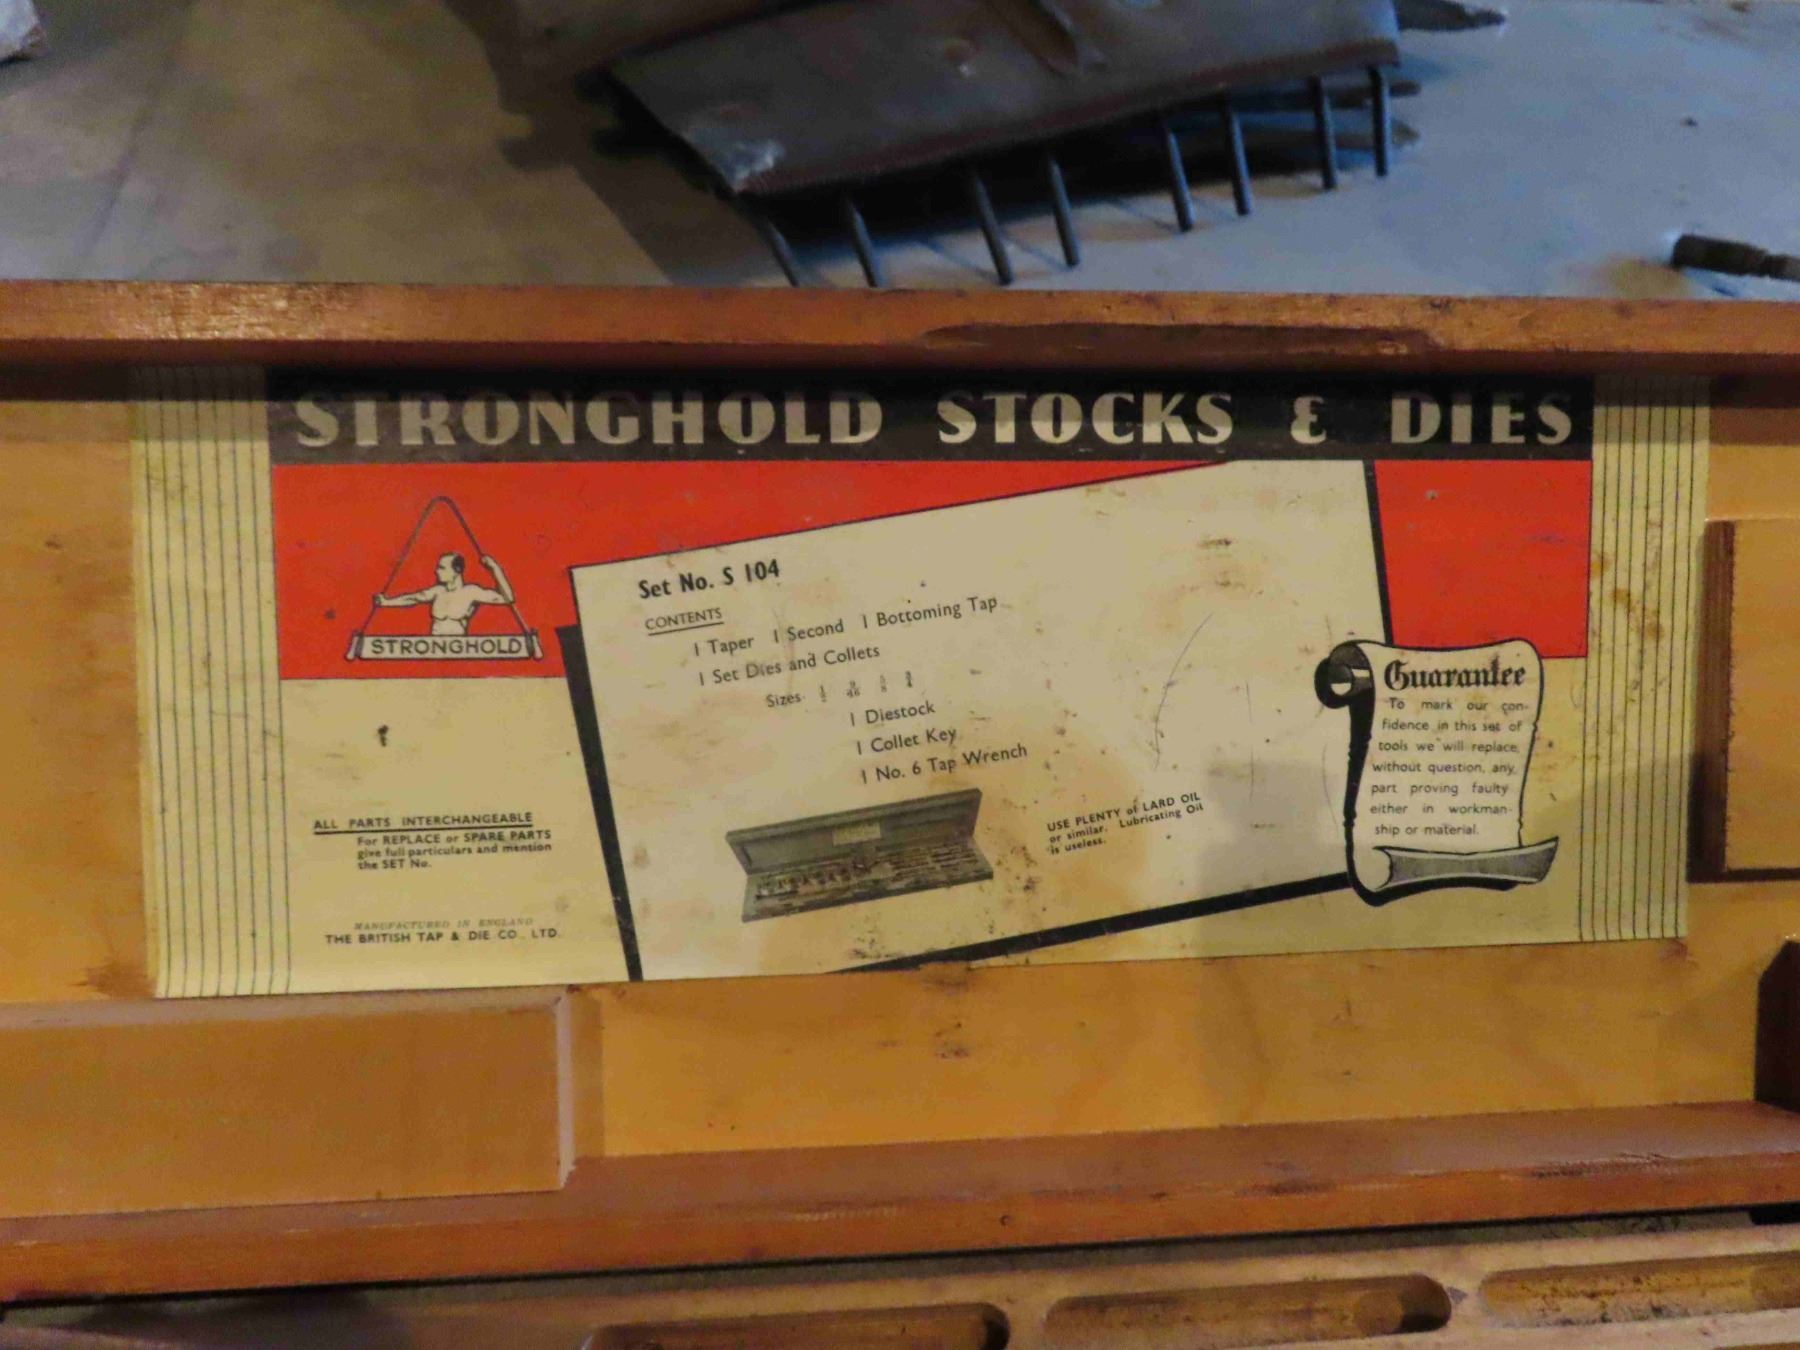 STRONGHOLD STOCKS & DIES
STRONGHOLD
Set No. S 104
CONTENTS
1 Taper 1 Second 1 Bottoming Tap
1 Set Dies and Collets
Sizes
1 Diestock
1 Collet Key
1 No. 6 Tap Wrench
USE PLENTY of LARD OIL
or similar. Lubricating Oil
is useless.
ALL PARTS INTERCHANGEABLE
For REPLACE or SPARE PARTS
give full particulars and mention
the SET No.
MANUFACTURED IN ENGLAND
THE BRITISH TAP & DIE CO., LTD.
Guarantee
To mark our con-
fidence in this set of
tools we will replace,
without question, any
part proving faulty
either in workman-
ship or material.